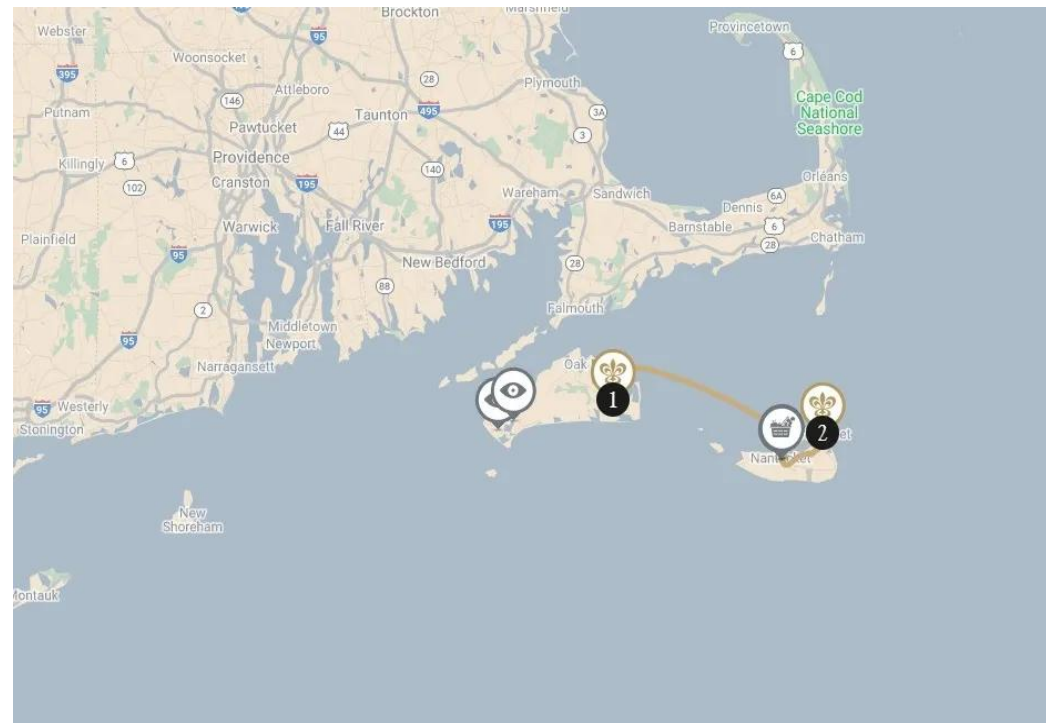 Brockton
Marshfield
Webster
95
Provincetown
Woonsocket
6
395
28
Plymouth
Attleboro
146
Cape Cod
National
Seashore
Putnam
Taunton
495
3A
Pawtucket
44
3
Killingly
6
Providence
140
Orleans
102
Cranston
195
Wareham
Sandwich
6A
Dennis
Warwick
Fall River
195
Barnstable
6
Plainfield
95
28
Chatham
New Bedford
28
88
2
Falmouth
Middletown
95
Newport
Narragansett
Oak
1
95
Westerly
Stonington
2
et
Nantucket
New
Shoreham
Montauk